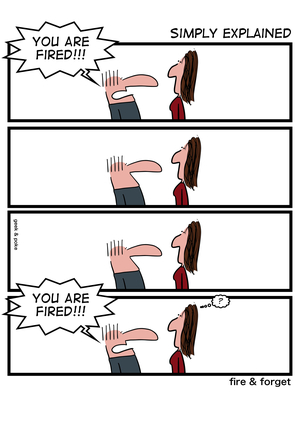 SIMPLY EXPLAINED
YOU ARE
FIRED!!!
geek & poke
YOU ARE
FIRED!!!
?
fire & forget